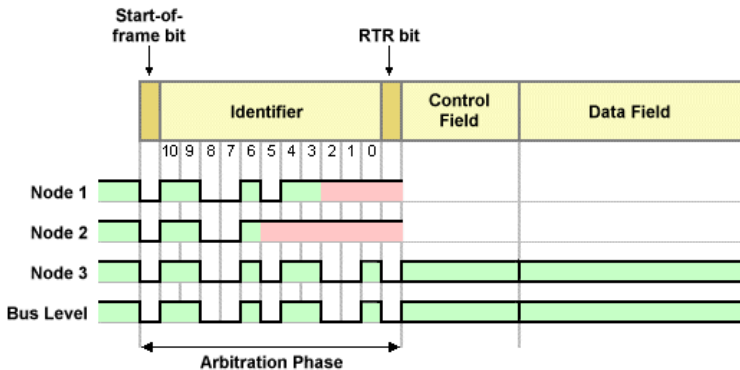 Start-of-
frame bit
RTR bit
Identifier
Control
Field
Data Field
10 9 8 7 6 5 4 3 2 1 0
Node 1
Node 2
Node 3
Bus Level
Arbitration Phase